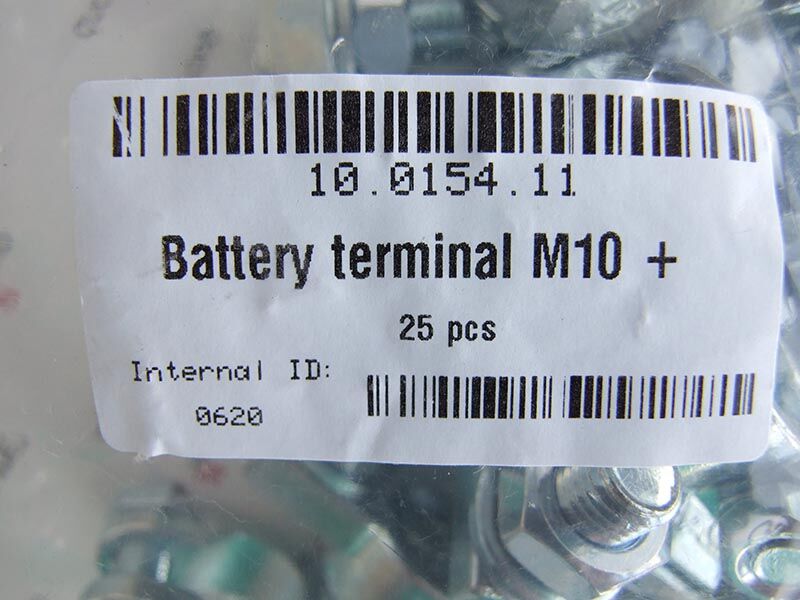 10.0154.11
Battery terminal M10 +
25 pcs
Internal ID:
0620